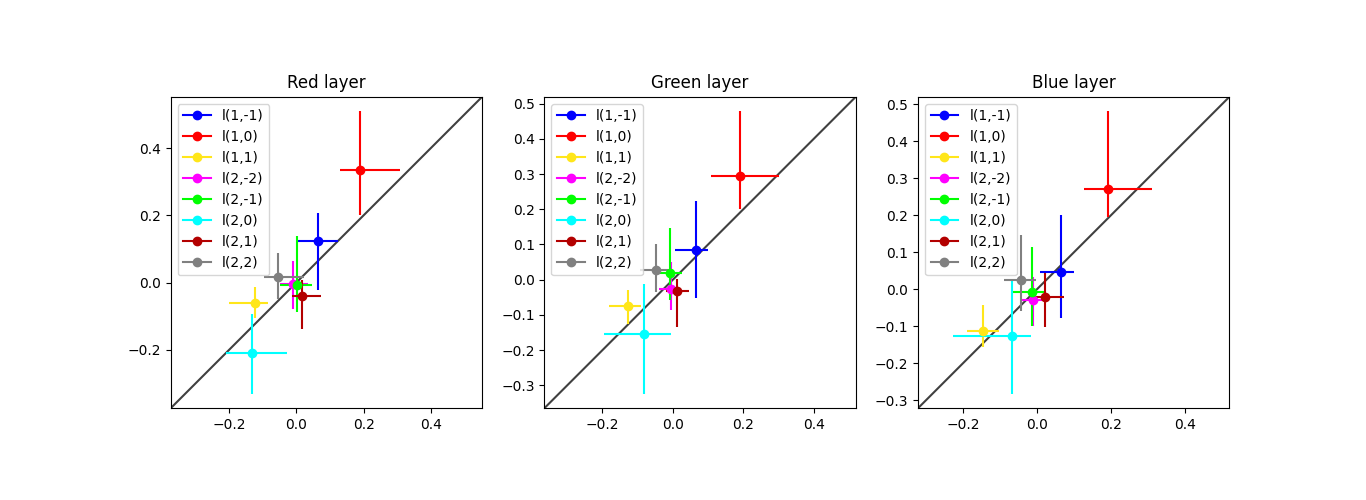 Red layer
l(1,-1)
l(1,0)
l(1,1)
l(2,-2)
l(2,-1)
l(2,0)
l(2,1)
l(2,2)
0.4
0.2
0.0
−0.2
−0.2 0.0 0.2 0.4
Green layer
l(1,-1)
l(1,0)
l(1,1)
l(2,-2)
l(2,-1)
l(2,0)
l(2,1)
l(2,2)
0.5
0.4
0.3
0.2
0.1
0.0
−0.1
−0.2
−0.3
−0.2 0.0 0.2 0.4
Blue layer
l(1,-1)
l(1,0)
l(1,1)
l(2,-2)
l(2,-1)
l(2,0)
l(2,1)
l(2,2)
0.5
0.4
0.3
0.2
0.1
0.0
−0.1
−0.2
−0.3
−0.2 0.0 0.2 0.4